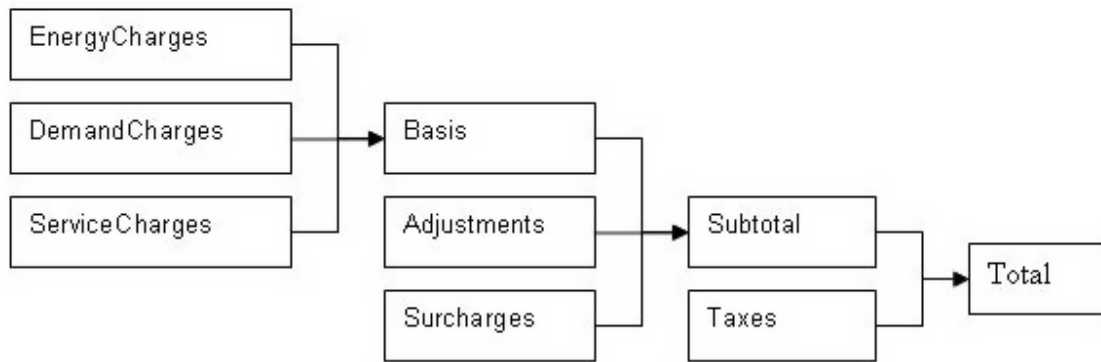 EnergyCharges
DemandCharges
ServiceCharges
Basis
Adjustments
Surcharges
Subtotal
Taxes
Total